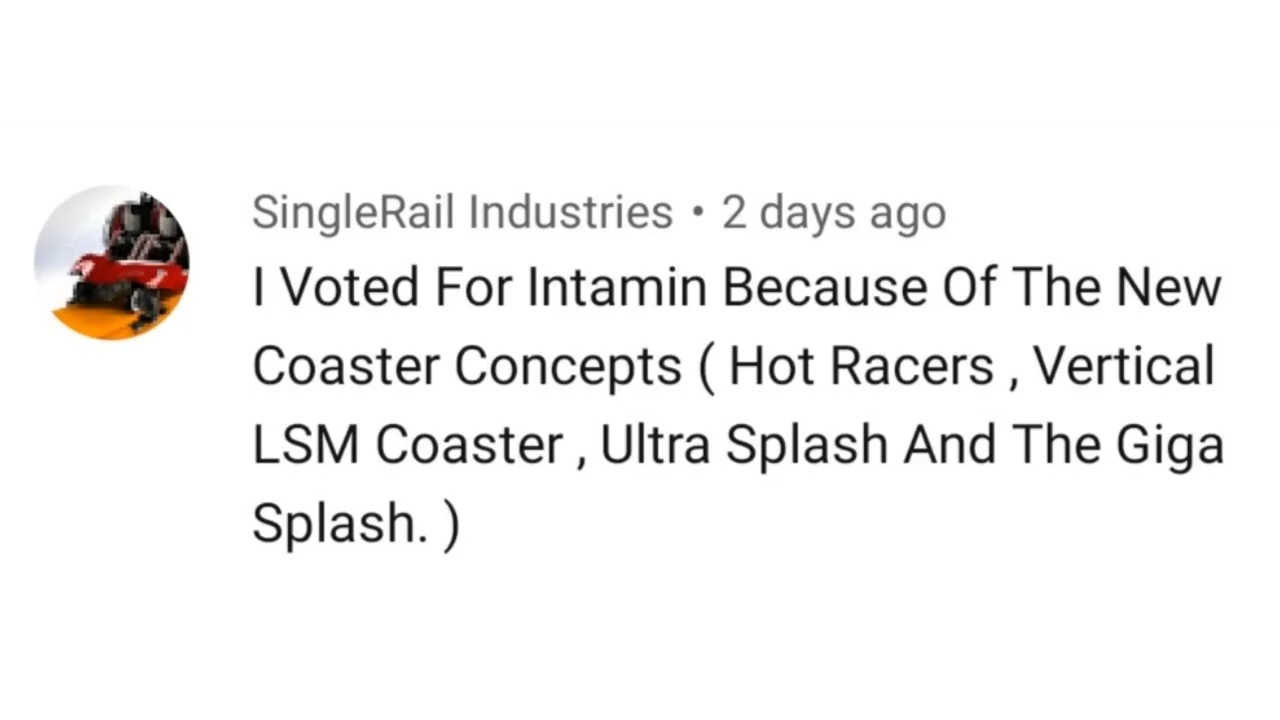 SingleRail Industries • 2 days ago
I Voted For Intamin Because Of The New
Coaster Concepts ( Hot Racers , Vertical
LSM Coaster , Ultra Splash And The Giga
Splash. )